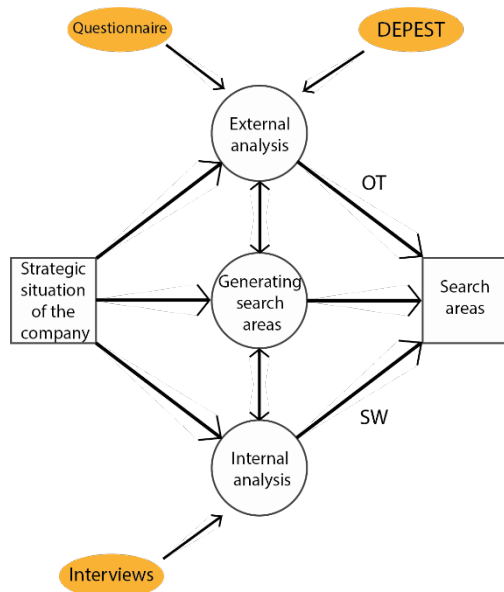 Questionnaire
DEPEST
External
analysis
OT
Strategic
situation
of the
company
Generating
search
areas
Search
areas
SW
Internal
analysis
Interviews